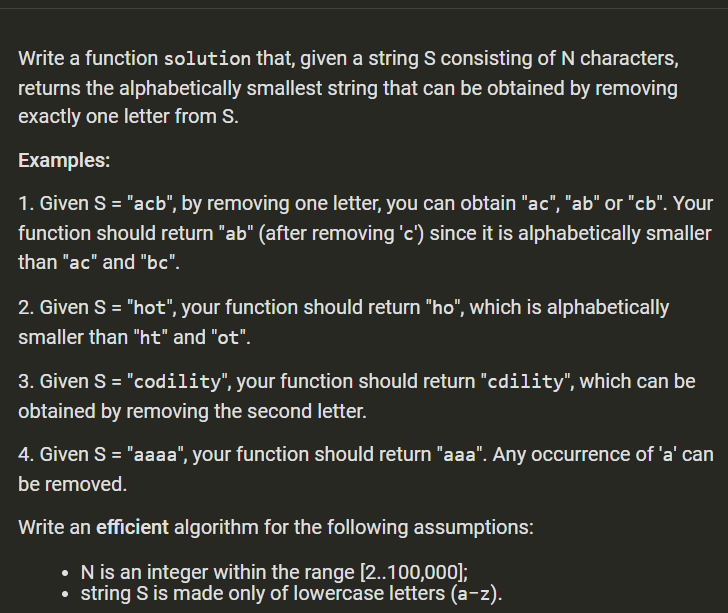 Write a function solution that, given a string S consisting of N characters,
returns the alphabetically smallest string that can be obtained by removing
exactly one letter from S.
Examples:
1. Given S = "acb", by removing one letter, you can obtain "ac", "ab" or "cb". Your
function should return "ab" (after removing 'c') since it is alphabetically smaller
than "ac" and "bc".
2. Given S = "hot", your function should return "ho", which is alphabetically
smaller than "ht" and "ot".
3. Given S = "codility", your function should return "cdility", which can be
obtained by removing the second letter.
4. Given S = "aaaa", your function should return "aaa". Any occurrence of 'a' can
be removed.
Write an efficient algorithm for the following assumptions:
• N is an integer within the range [2..100,000];
• string S is made only of lowercase letters (a-z).